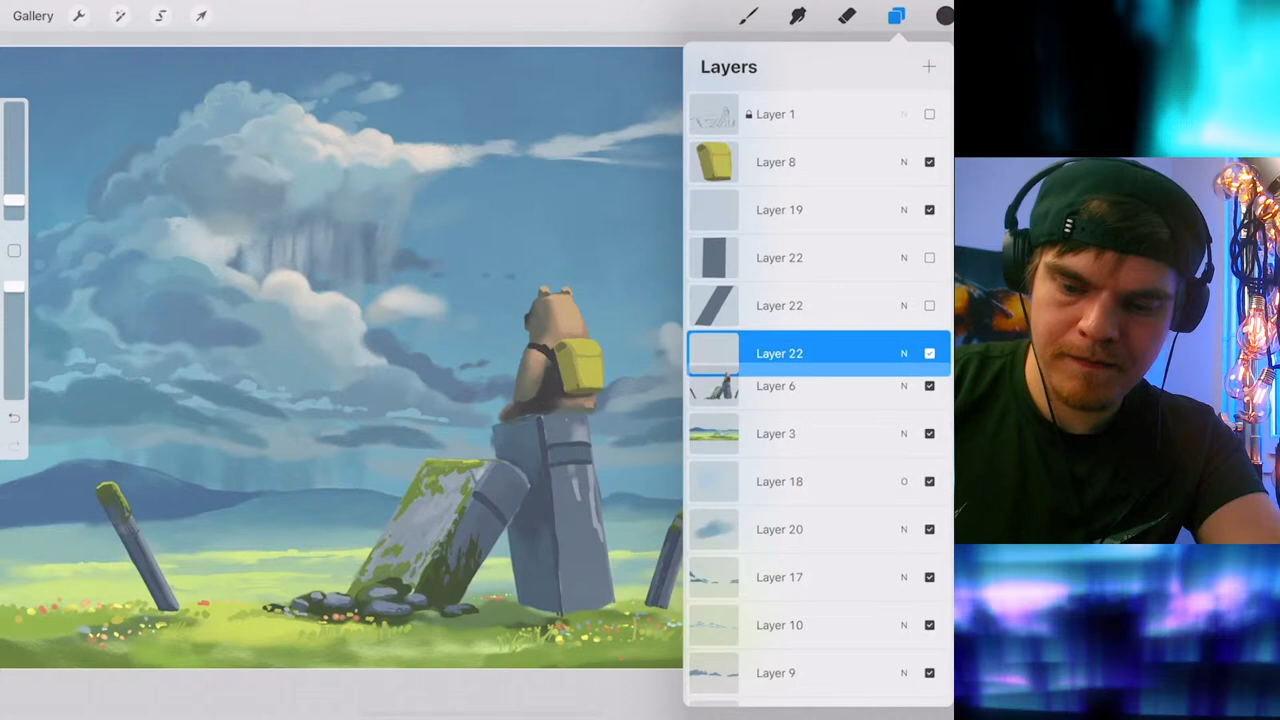 Gallery
Layers
Layer 1 N
Layer 8 N
Layer 19 N
Layer 22 N
Layer 22 N
Layer 22 N
Layer 6 N
Layer 3 N
Layer 18 O
Layer 20 N
Layer 17 N
Layer 10 N
Layer 9 N